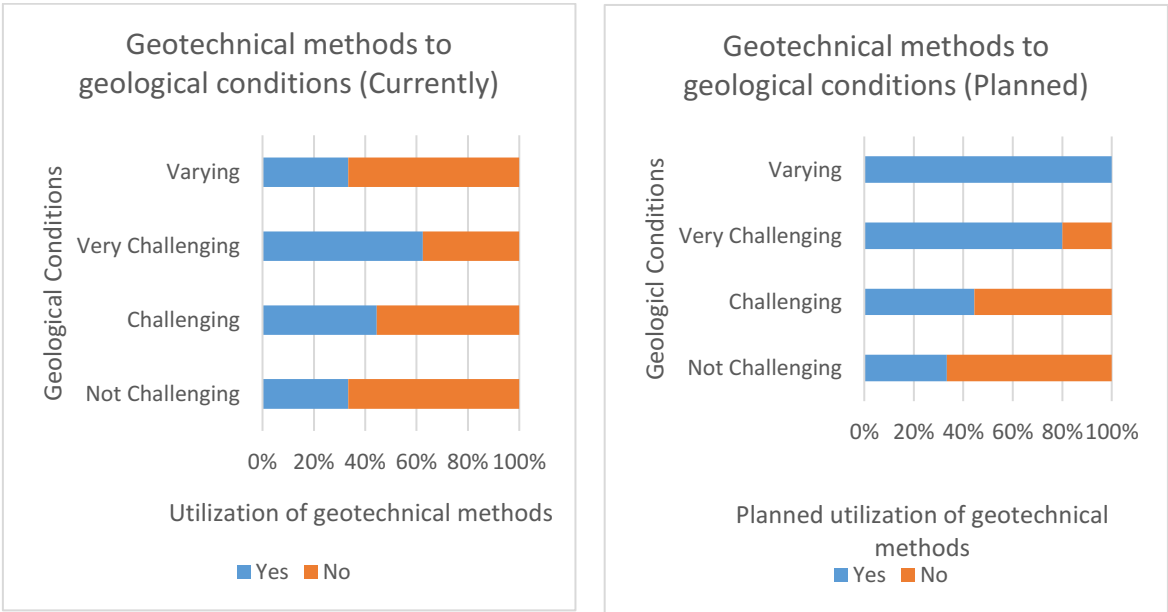 Geotechnical methods to
geological conditions (Currently)
Geological Conditions
Varying
Very Challenging
Challenging
Not Challenging
0% 20% 40% 60% 80% 100%
Utilization of geotechnical methods
Yes No
Geotechnical methods to
geological conditions (Planned)
Geologicl Conditions
Varying
Very Challenging
Challenging
Not Challenging
0% 20% 40% 60% 80% 100%
Planned utilization of geotechnical
methods
Yes No